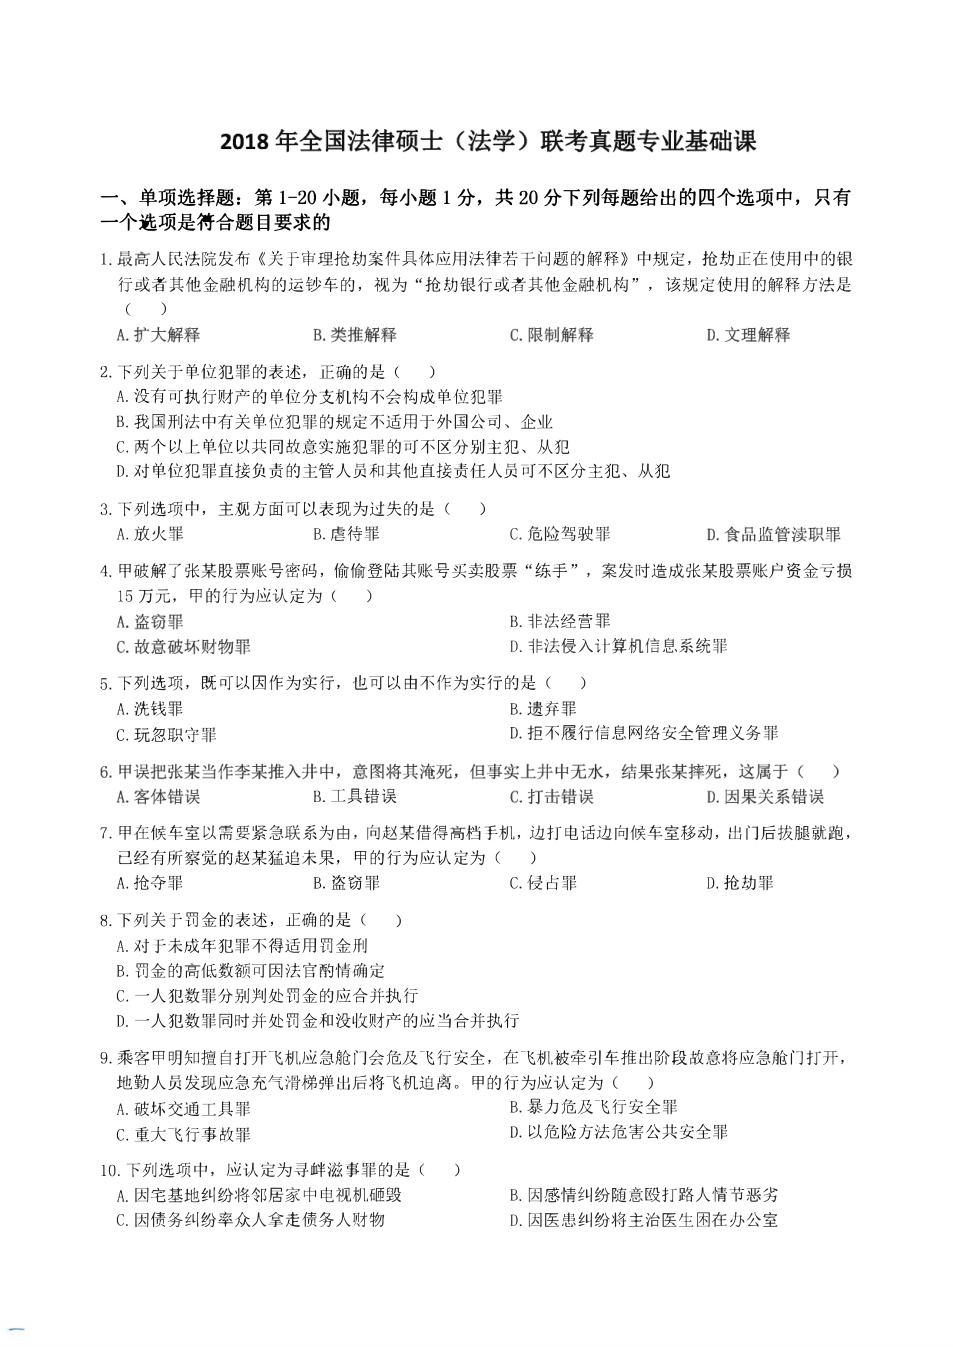 2018 年全国法律硕士（法学）联考真题专业基础课
一、单项选择题：第 1-20 小题，每小题 1 分，共 20 分下列每题给出的四个选项中，只有
一个选项是符合题目要求的
1. 最高人民法院发布《关于审理抢劫案件具体应用法律若干问题的解释》中规定，抢劫正在使用中的银
行或者其他金融机构的运钞车的，视为“抢劫银行或者其他金融机构”，该规定使用的解释方法是
（　　）
A. 扩大解释 B. 类推解释 C. 限制解释 D. 文理解释
2. 下列关于单位犯罪的表述，正确的是（　　）
A. 没有可执行财产的单位分支机构不会构成单位犯罪
B. 我国刑法中有关单位犯罪的规定不适用于外国公司、企业
C. 两个以上单位以共同故意实施犯罪的可不区分别主犯、从犯
D. 对单位犯罪直接负责的主管人员和其他直接责任人员可不区分主犯、从犯
3. 下列选项中，主观方面可以表现为过失的是（　　）
A. 放火罪 B. 虐待罪 C. 危险驾驶罪 D. 食品监管渎职罪
4. 甲破解了张某股票账号密码，偷偷登陆其账号买卖股票“练手”，案发时造成张某股票账户资金亏损
15 万元，甲的行为应认定为（　　）
A. 盗窃罪 B. 非法经营罪
C. 故意破坏财物罪 D. 非法侵入计算机信息系统罪
5. 下列选项，既可以因作为实行，也可以由不作为实行的是（　　）
A. 洗钱罪 B. 遗弃罪
C. 玩忽职守罪 D. 拒不履行信息网络安全管理义务罪
6. 甲误把张某当作李某推入井中，意图将其淹死，但事实上井中无水，结果张某摔死，这属于（　　）
A. 客体错误 B. 工具错误 C. 打击错误 D. 因果关系错误
7. 甲在候车室以需要紧急联系为由，向赵某借得高档手机，边打电话边向候车室移动，出门后拔腿就跑，
已经有所察觉的赵某猛追未果，甲的行为应认定为（　　）
A. 抢夺罪 B. 盗窃罪 C. 侵占罪 D. 抢劫罪
8. 下列关于罚金的表述，正确的是（　　）
A. 对于未成年犯罪不得适用罚金刑
B. 罚金的高低数额可因法官酌情确定
C. 一人犯数罪分别判处罚金的应合并执行
D. 一人犯数罪同时并处罚金和没收财产的应当合并执行
9. 乘客甲明知擅自打开飞机应急舱门会危及飞行安全，在飞机被牵引车推出阶段故意将应急舱门打开，
地勤人员发现应急充气滑梯弹出后将飞机迫离。甲的行为应认定为（　　）
A. 破坏交通工具罪 B. 暴力危及飞行安全罪
C. 重大飞行事故罪 D. 以危险方法危害公共安全罪
10. 下列选项中，应认定为寻衅滋事罪的是（　　）
A. 因宅基地纠纷将邻居家中电视机砸毁 B. 因感情纠纷随意殴打路人情节恶劣
C. 因债务纠纷率众人拿走债务人财物 D. 因医患纠纷将主治医生困在办公室